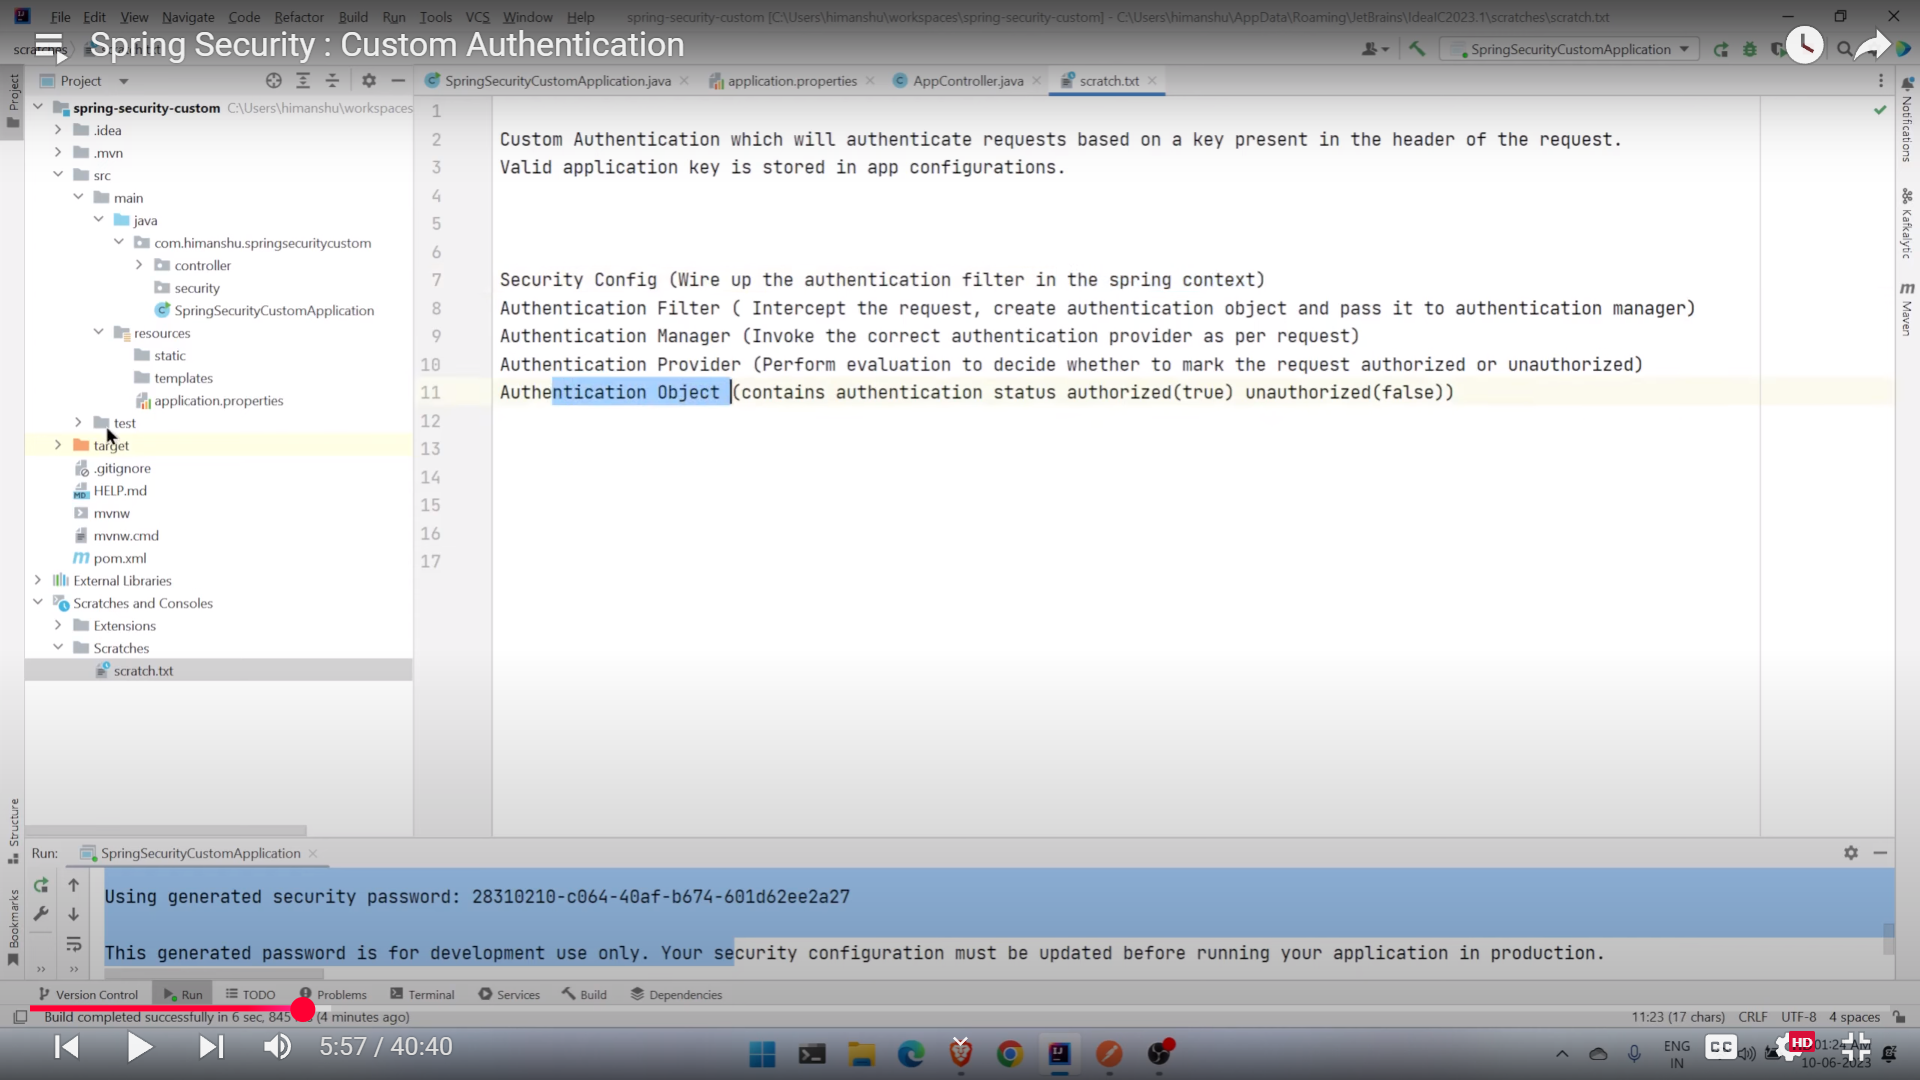 File Edit View Navigate Code Refactor Build Run Tools VCS Window Help spring-security-custom [C:\Users\himanshu\workspaces\spring-security-custom] - C:\Users\himanshu\AppData\Roaming\JetBrains\IdeaIC2023.1\scratches\scratch.txt
Spring Security : Custom Authentication
scratches
SpringSecurityCustomApplication
Project
SpringSecurityCustomApplication.java
application.properties
AppController.java
scratch.txt
Project
spring-security-custom C:\Users\himanshu\workspaces
.idea
.mvn
src
main
java
com.himanshu.springsecuritycustom
controller
security
SpringSecurityCustomApplication
resources
static
templates
application.properties
test
target
.gitignore
HELP.md
mvnw
mvnw.cmd
pom.xml
External Libraries
Scratches and Consoles
Extensions
Scratches
scratch.txt
1
2 Custom Authentication which will authenticate requests based on a key present in the header of the request.
3 Valid application key is stored in app configurations.
4
5
6
7 Security Config (Wire up the authentication filter in the spring context)
8 Authentication Filter ( Intercept the request, create authentication object and pass it to authentication manager)
9 Authentication Manager (Invoke the correct authentication provider as per request)
10 Authentication Provider (Perform evaluation to decide whether to mark the request authorized or unauthorized)
11 Authentication Object (contains authentication status authorized(true) unauthorized(false))
12
13
14
15
16
17
Notifications
Kafkalytic
Maven
Structure
Bookmarks
Run: SpringSecurityCustomApplication
Using generated security password: 28310210-c064-40af-b674-601d62ee2a27
This generated password is for development use only. Your security configuration must be updated before running your application in production.
Version Control Run TODO Problems Terminal Services Build Dependencies
Build completed successfully in 6 sec, 845 (4 minutes ago)
11:23 (17 chars) CRLF UTF-8 4 spaces
5:57 / 40:40
ENG
IN
CC
HD
01:24 AM
10-06-2023